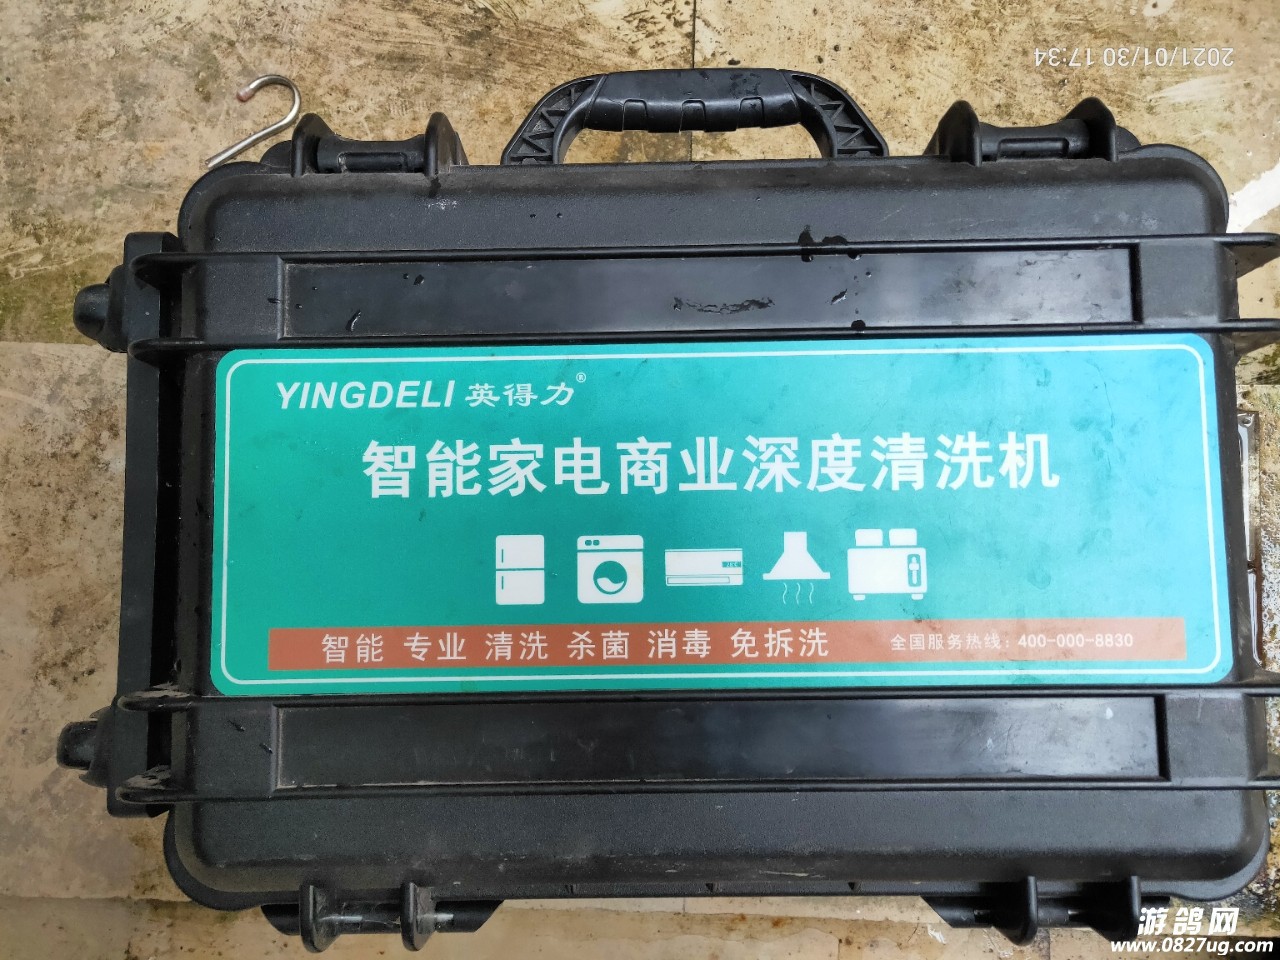 2021/01/30 17:34
YINGDELI 英得力®
智能家电商业深度清洗机
智能 专业 清洗 杀菌 消毒 免拆洗 全国服务热线：400-000-8830
游鸽网
www.0827ug.com